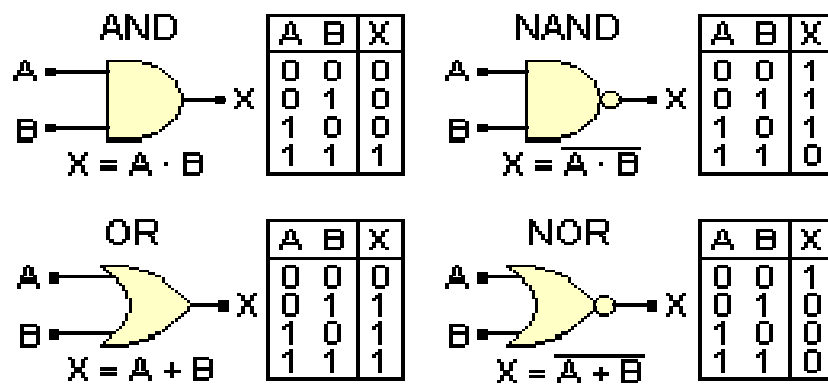 AND
A B X
A
0 0 0
0 1 0
X
1 0 0
B
1 1 1
X = A · B
NAND
A B X
A
0 0 1
0 1 1
X
1 0 1
B
1 1 0
X = A̅ ̅·̅ ̅B̅
OR
A B X
A
0 0 0
0 1 1
X
1 0 1
B
1 1 1
X = A + B
NOR
A B X
A
0 0 1
0 1 0
X
1 0 0
B
1 1 0
X = A̅ ̅+̅ ̅B̅